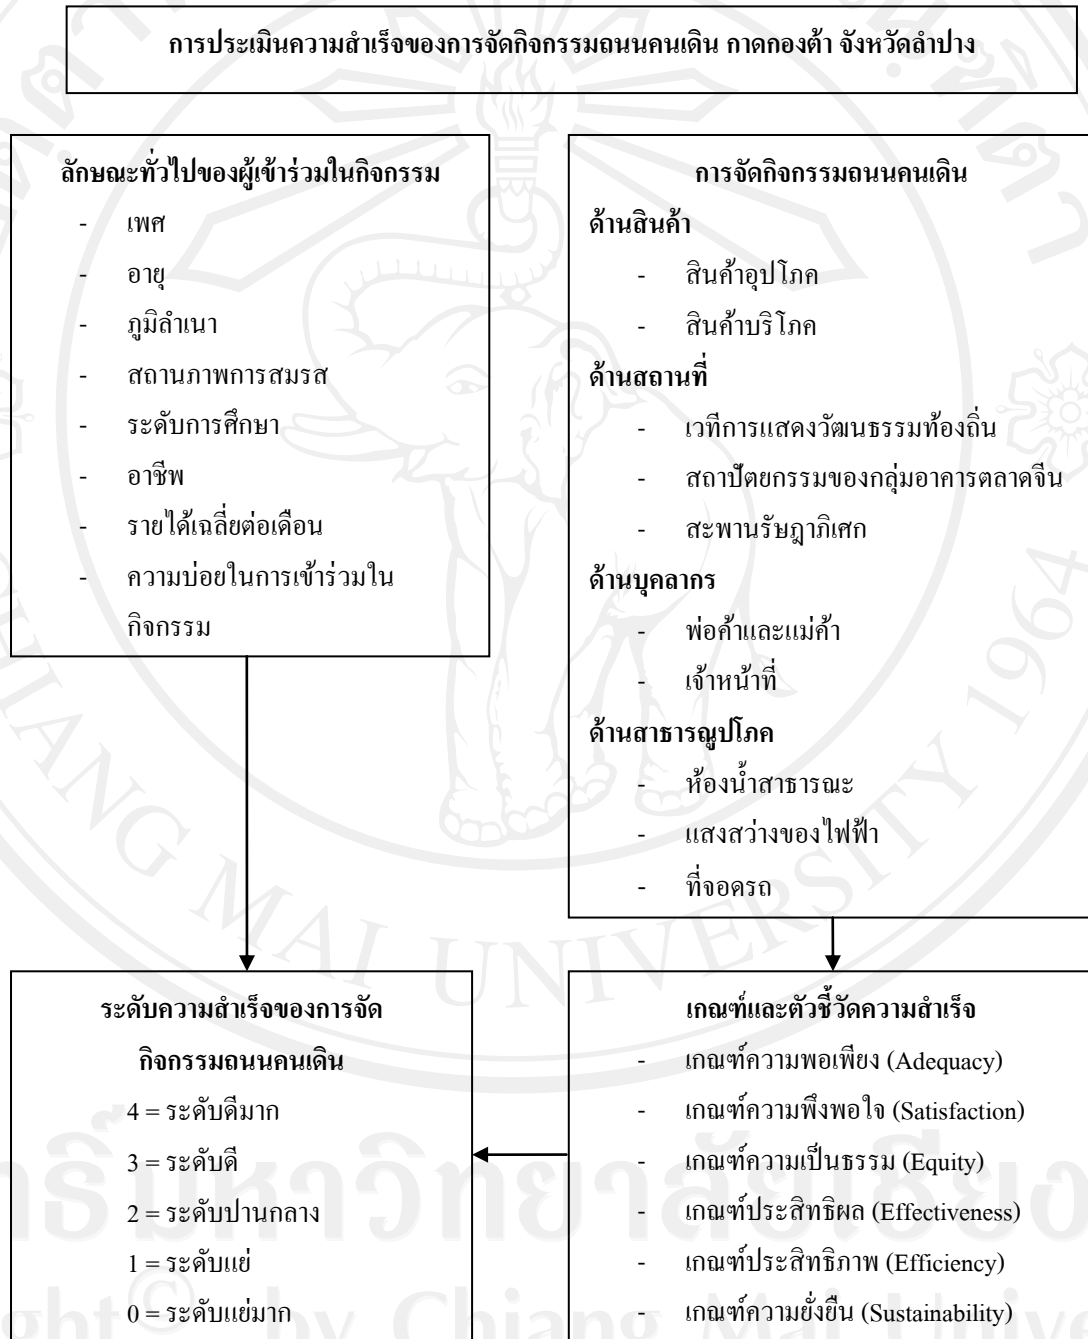 การประเมินความสำเร็จของการจัดกิจกรรมถนนคนเดิน กาดกองต้า จังหวัดลำปาง
ลักษณะทั่วไปของผู้เข้าร่วมในกิจกรรม
- เพศ
- อายุ
- ภูมิลำเนา
- สถานภาพการสมรส
- ระดับการศึกษา
- อาชีพ
- รายได้เฉลี่ยต่อเดือน
- ความบ่อยในการเข้าร่วมใน
กิจกรรม
การจัดกิจกรรมถนนคนเดิน
ด้านสินค้า
- สินค้าอุปโภค
- สินค้าบริโภค
ด้านสถานที่
- เวทีการแสดงวัฒนธรรมท้องถิ่น
- สถาปัตยกรรมของกลุ่มอาคารตลาดจีน
- สะพานรัษฎาภิเศก
ด้านบุคลากร
- พ่อค้าและแม่ค้า
- เจ้าหน้าที่
ด้านสาธารณูปโภค
- ห้องน้ำสาธารณะ
- แสงสว่างของไฟฟ้า
- ที่จอดรถ
ระดับความสำเร็จของการจัด
กิจกรรมถนนคนเดิน
4 = ระดับดีมาก
3 = ระดับดี
2 = ระดับปานกลาง
1 = ระดับแย่
0 = ระดับแย่มาก
เกณฑ์และตัวชี้วัดความสำเร็จ
- เกณฑ์ความพอเพียง (Adequacy)
- เกณฑ์ความพึงพอใจ (Satisfaction)
- เกณฑ์ความเป็นธรรม (Equity)
- เกณฑ์ประสิทธิผล (Effectiveness)
- เกณฑ์ประสิทธิภาพ (Efficiency)
- เกณฑ์ความยั่งยืน (Sustainability)
CHIANG MAI UNIVERSITY 1964